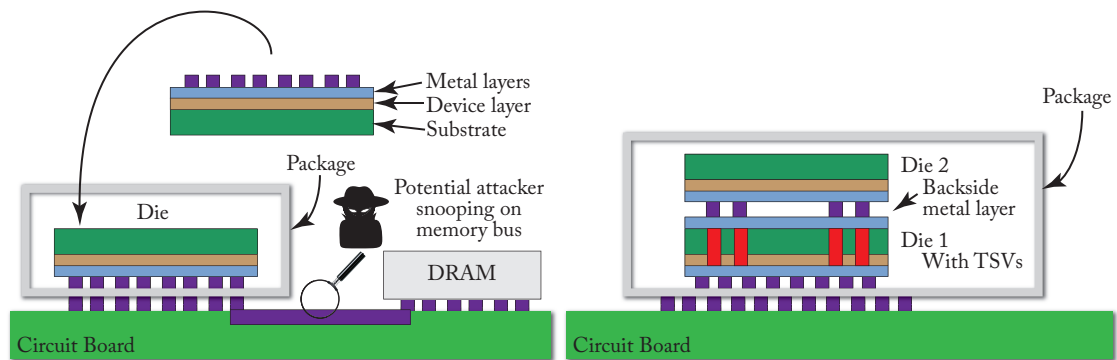 Metal layers
Device layer
Substrate
Package
Die
Potential attacker
snooping on
memory bus
DRAM
Circuit Board
Package
Die 2
Backside
metal layer
Die 1
With TSVs
Circuit Board